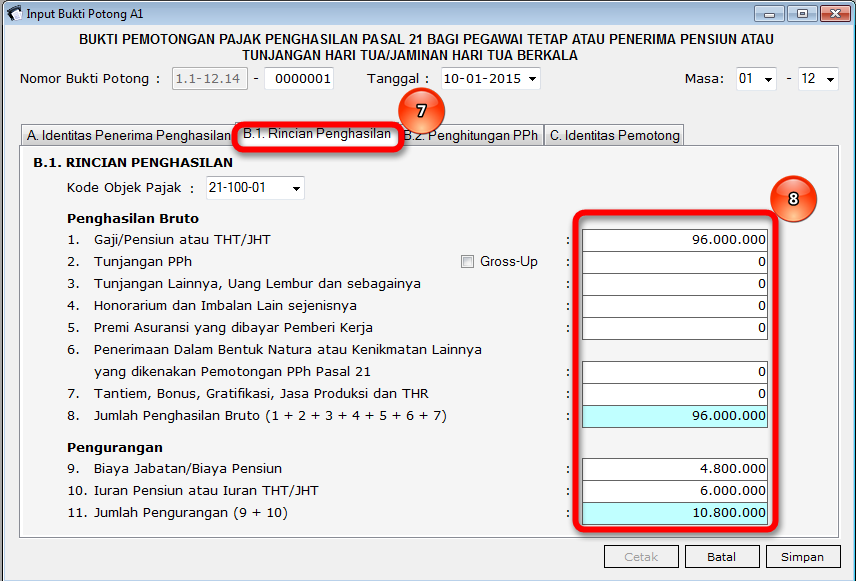 Input Bukti Potong A1
BUKTI PEMOTONGAN PAJAK PENGHASILAN PASAL 21 BAGI PEGAWAI TETAP ATAU PENERIMA PENSIUN ATAU
TUNJANGAN HARI TUA/JAMINAN HARI TUA BERKALA
Nomor Bukti Potong : 1.1-12.14 - 0000001 Tanggal : 10-01-2015 Masa: 01 - 12
7
A. Identitas Penerima Penghasilan B.1. Rincian Penghasilan B.2. Penghitungan PPh C. Identitas Pemotong
B.1. RINCIAN PENGHASILAN
Kode Objek Pajak : 21-100-01
8
Penghasilan Bruto
1. Gaji/Pensiun atau THT/JHT : 96.000.000
2. Tunjangan PPh Gross-Up : 0
3. Tunjangan Lainnya, Uang Lembur dan sebagainya : 0
4. Honorarium dan Imbalan Lain sejenisnya : 0
5. Premi Asuransi yang dibayar Pemberi Kerja : 0
6. Penerimaan Dalam Bentuk Natura atau Kenikmatan Lainnya
yang dikenakan Pemotongan PPh Pasal 21 : 0
7. Tantiem, Bonus, Gratifikasi, Jasa Produksi dan THR : 0
8. Jumlah Penghasilan Bruto (1 + 2 + 3 + 4 + 5 + 6 + 7) : 96.000.000
Pengurangan
9. Biaya Jabatan/Biaya Pensiun : 4.800.000
10. Iuran Pensiun atau Iuran THT/JHT : 6.000.000
11. Jumlah Pengurangan (9 + 10) : 10.800.000
Cetak Batal Simpan